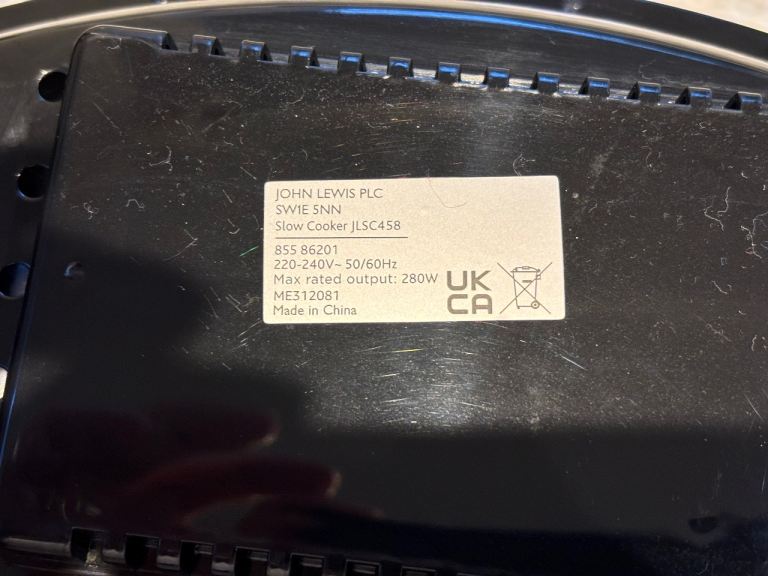 JOHN LEWIS PLC
SW1E 5NN
Slow Cooker JLSC458
855 86201
220-240V~ 50/60Hz
Max rated output: 280W
ME312081
Made in China
UK
CA